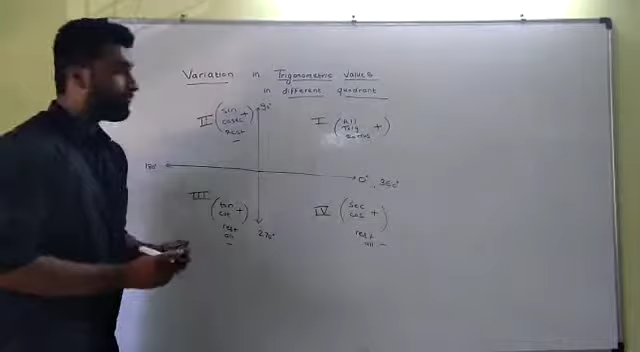 Variation in Trigonometric values
in different quadrant
II (sin cosec +) rest −
90°
I (All Trig Ratios +)
180°
0°, 360°
III (tan cot +) rest all −
270°
IV (Sec cos +) rest all −